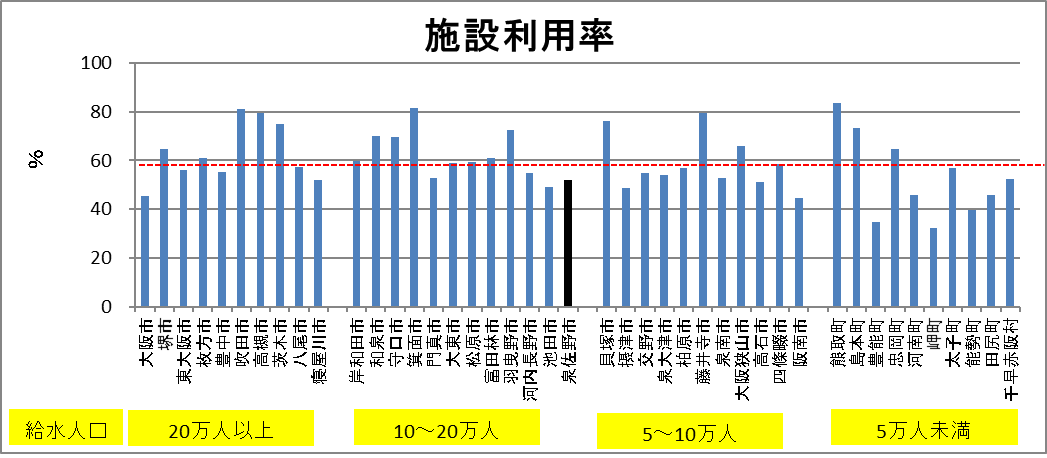 施設利用率
%
100
80
60
40
20
0
大阪市
堺市
東大阪市
枚方市
豊中市
吹田市
高槻市
茨木市
八尾市
寝屋川市
岸和田市
和泉市
守口市
箕面市
門真市
大東市
松原市
富田林市
羽曳野市
河内長野市
池田市
泉佐野市
貝塚市
摂津市
交野市
泉大津市
柏原市
藤井寺市
泉南市
大阪狭山市
高石市
四條畷市
阪南市
熊取町
島本町
豊能町
忠岡町
河南町
岬町
太子町
能勢町
田尻町
千早赤阪村
給水人口
20万人以上
10～20万人
5～10万人
5万人未満